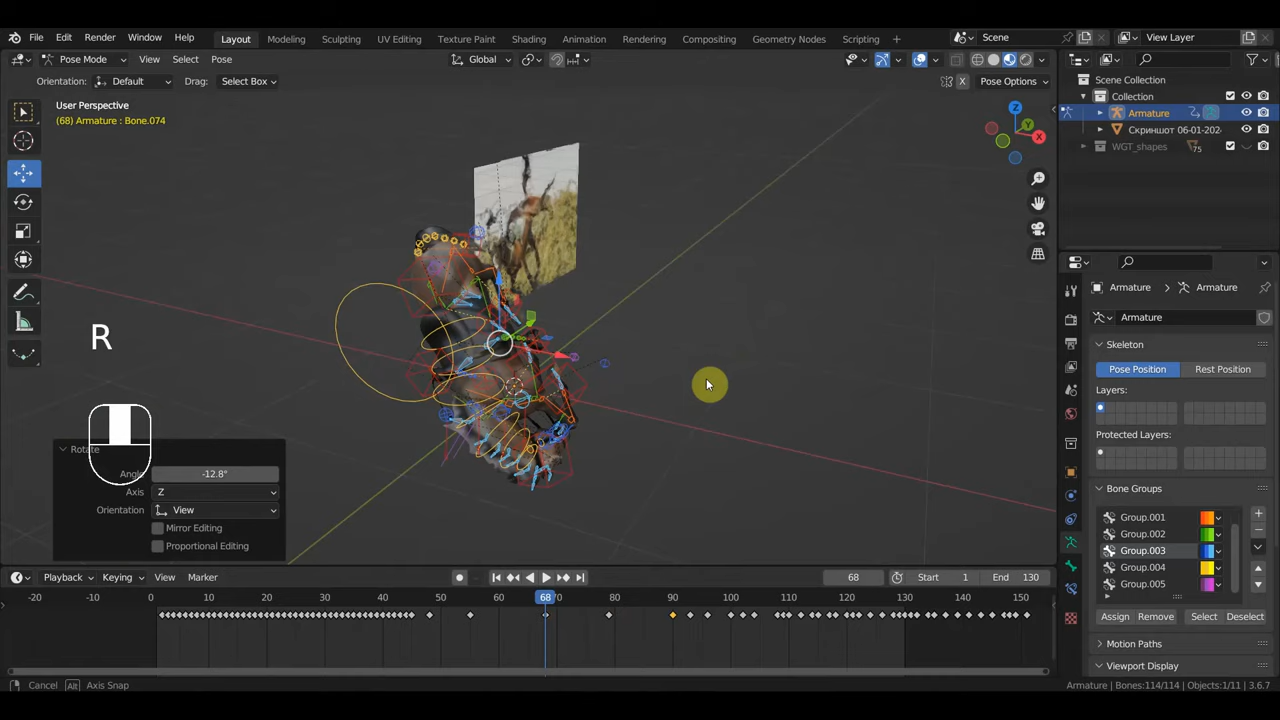 File Edit Render Window Help Layout Modeling Sculpting UV Editing Texture Paint Shading Animation Rendering Compositing Geometry Nodes Scripting + Scene View Layer
Pose Mode View Select Pose Global
Orientation: Default Drag: Select Box X Pose Options
User Perspective
(68) Armature : Bone.074
Z
Y
X
Scene Collection
Collection
Armature
Скриншот 06-01-202
WGT_shapes 75
Armature > Armature
Armature
Skeleton
Pose Position Rest Position
Layers:
Protected Layers:
Bone Groups
Group.001
Group.002
Group.003
Group.004
Group.005
Assign Remove Select Deselect
Motion Paths
Viewport Display
R
Rotate
Angle -12.8°
Axis Z
Orientation View
Mirror Editing
Proportional Editing
Playback Keying View Marker 68 Start 1 End 130
-20 -10 0 10 20 30 40 50 60 68 70 80 90 100 110 120 130 140 150
Cancel Alt Axis Snap Armature | Bones:114/114 | Objects:1/11 | 3.6.7